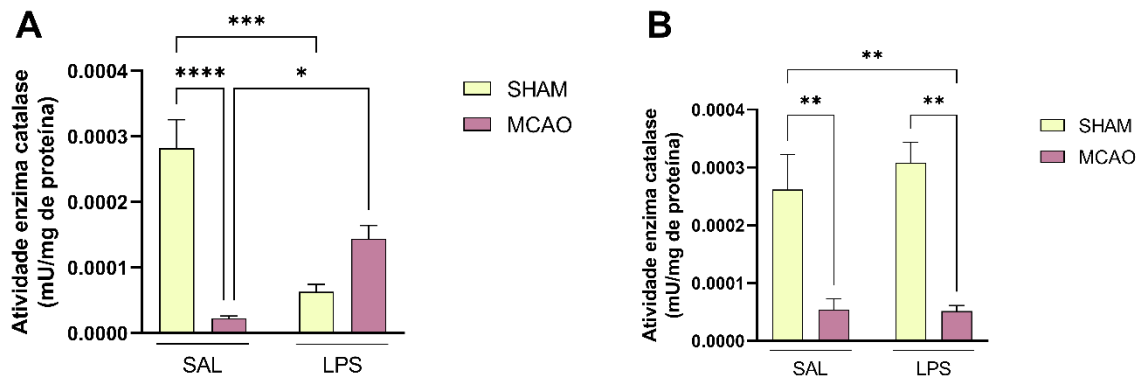 A
Atividade enzima catalase
(mU/mg de proteína)
0.0004
0.0003
0.0002
0.0001
0.0000
***
****
*
SAL
LPS
SHAM
MCAO
B
Atividade enzima catalase
(mU/mg de proteína)
0.0004
0.0003
0.0002
0.0001
0.0000
**
**
**
SAL
LPS
SHAM
MCAO